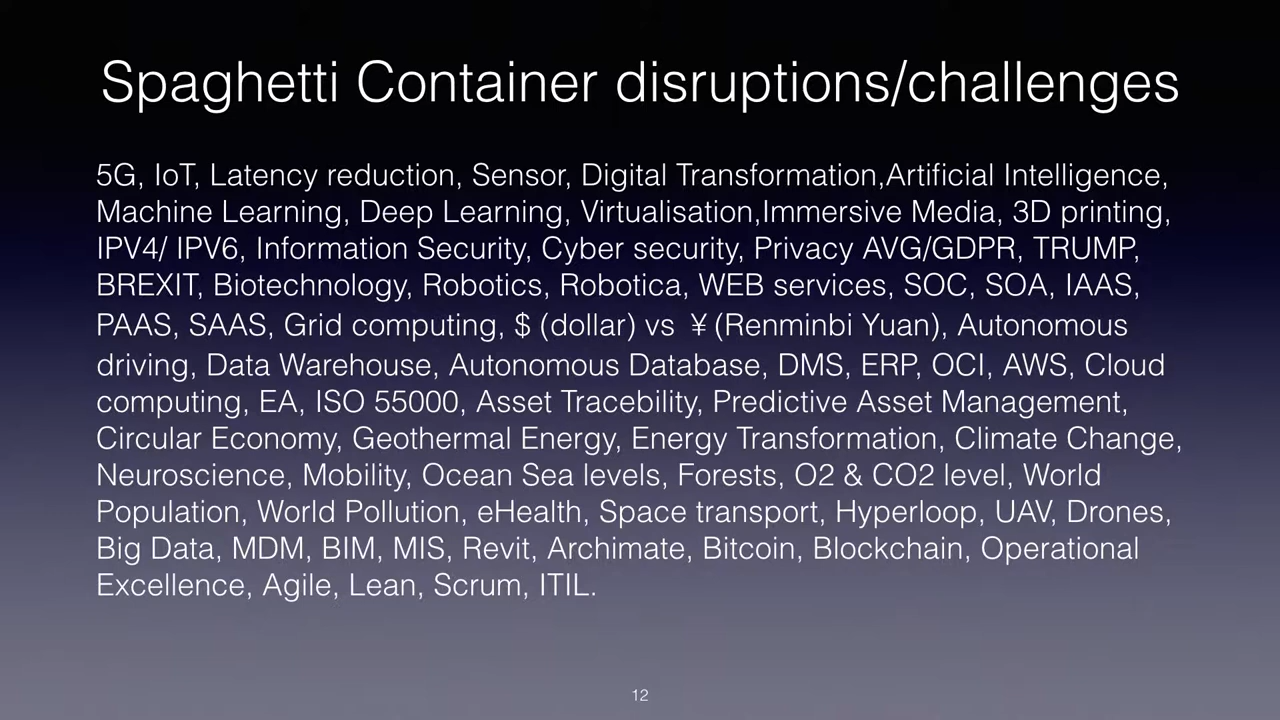 Spaghetti Container disruptions/challenges
5G, IoT, Latency reduction, Sensor, Digital Transformation,Artificial Intelligence,
Machine Learning, Deep Learning, Virtualisation,Immersive Media, 3D printing,
IPV4/ IPV6, Information Security, Cyber security, Privacy AVG/GDPR, TRUMP,
BREXIT, Biotechnology, Robotics, Robotica, WEB services, SOC, SOA, IAAS,
PAAS, SAAS, Grid computing, $ (dollar) vs ¥ (Renminbi Yuan), Autonomous
driving, Data Warehouse, Autonomous Database, DMS, ERP, OCI, AWS, Cloud
computing, EA, ISO 55000, Asset Tracebility, Predictive Asset Management,
Circular Economy, Geothermal Energy, Energy Transformation, Climate Change,
Neuroscience, Mobility, Ocean Sea levels, Forests, O2 & CO2 level, World
Population, World Pollution, eHealth, Space transport, Hyperloop, UAV, Drones,
Big Data, MDM, BIM, MIS, Revit, Archimate, Bitcoin, Blockchain, Operational
Excellence, Agile, Lean, Scrum, ITIL.
12